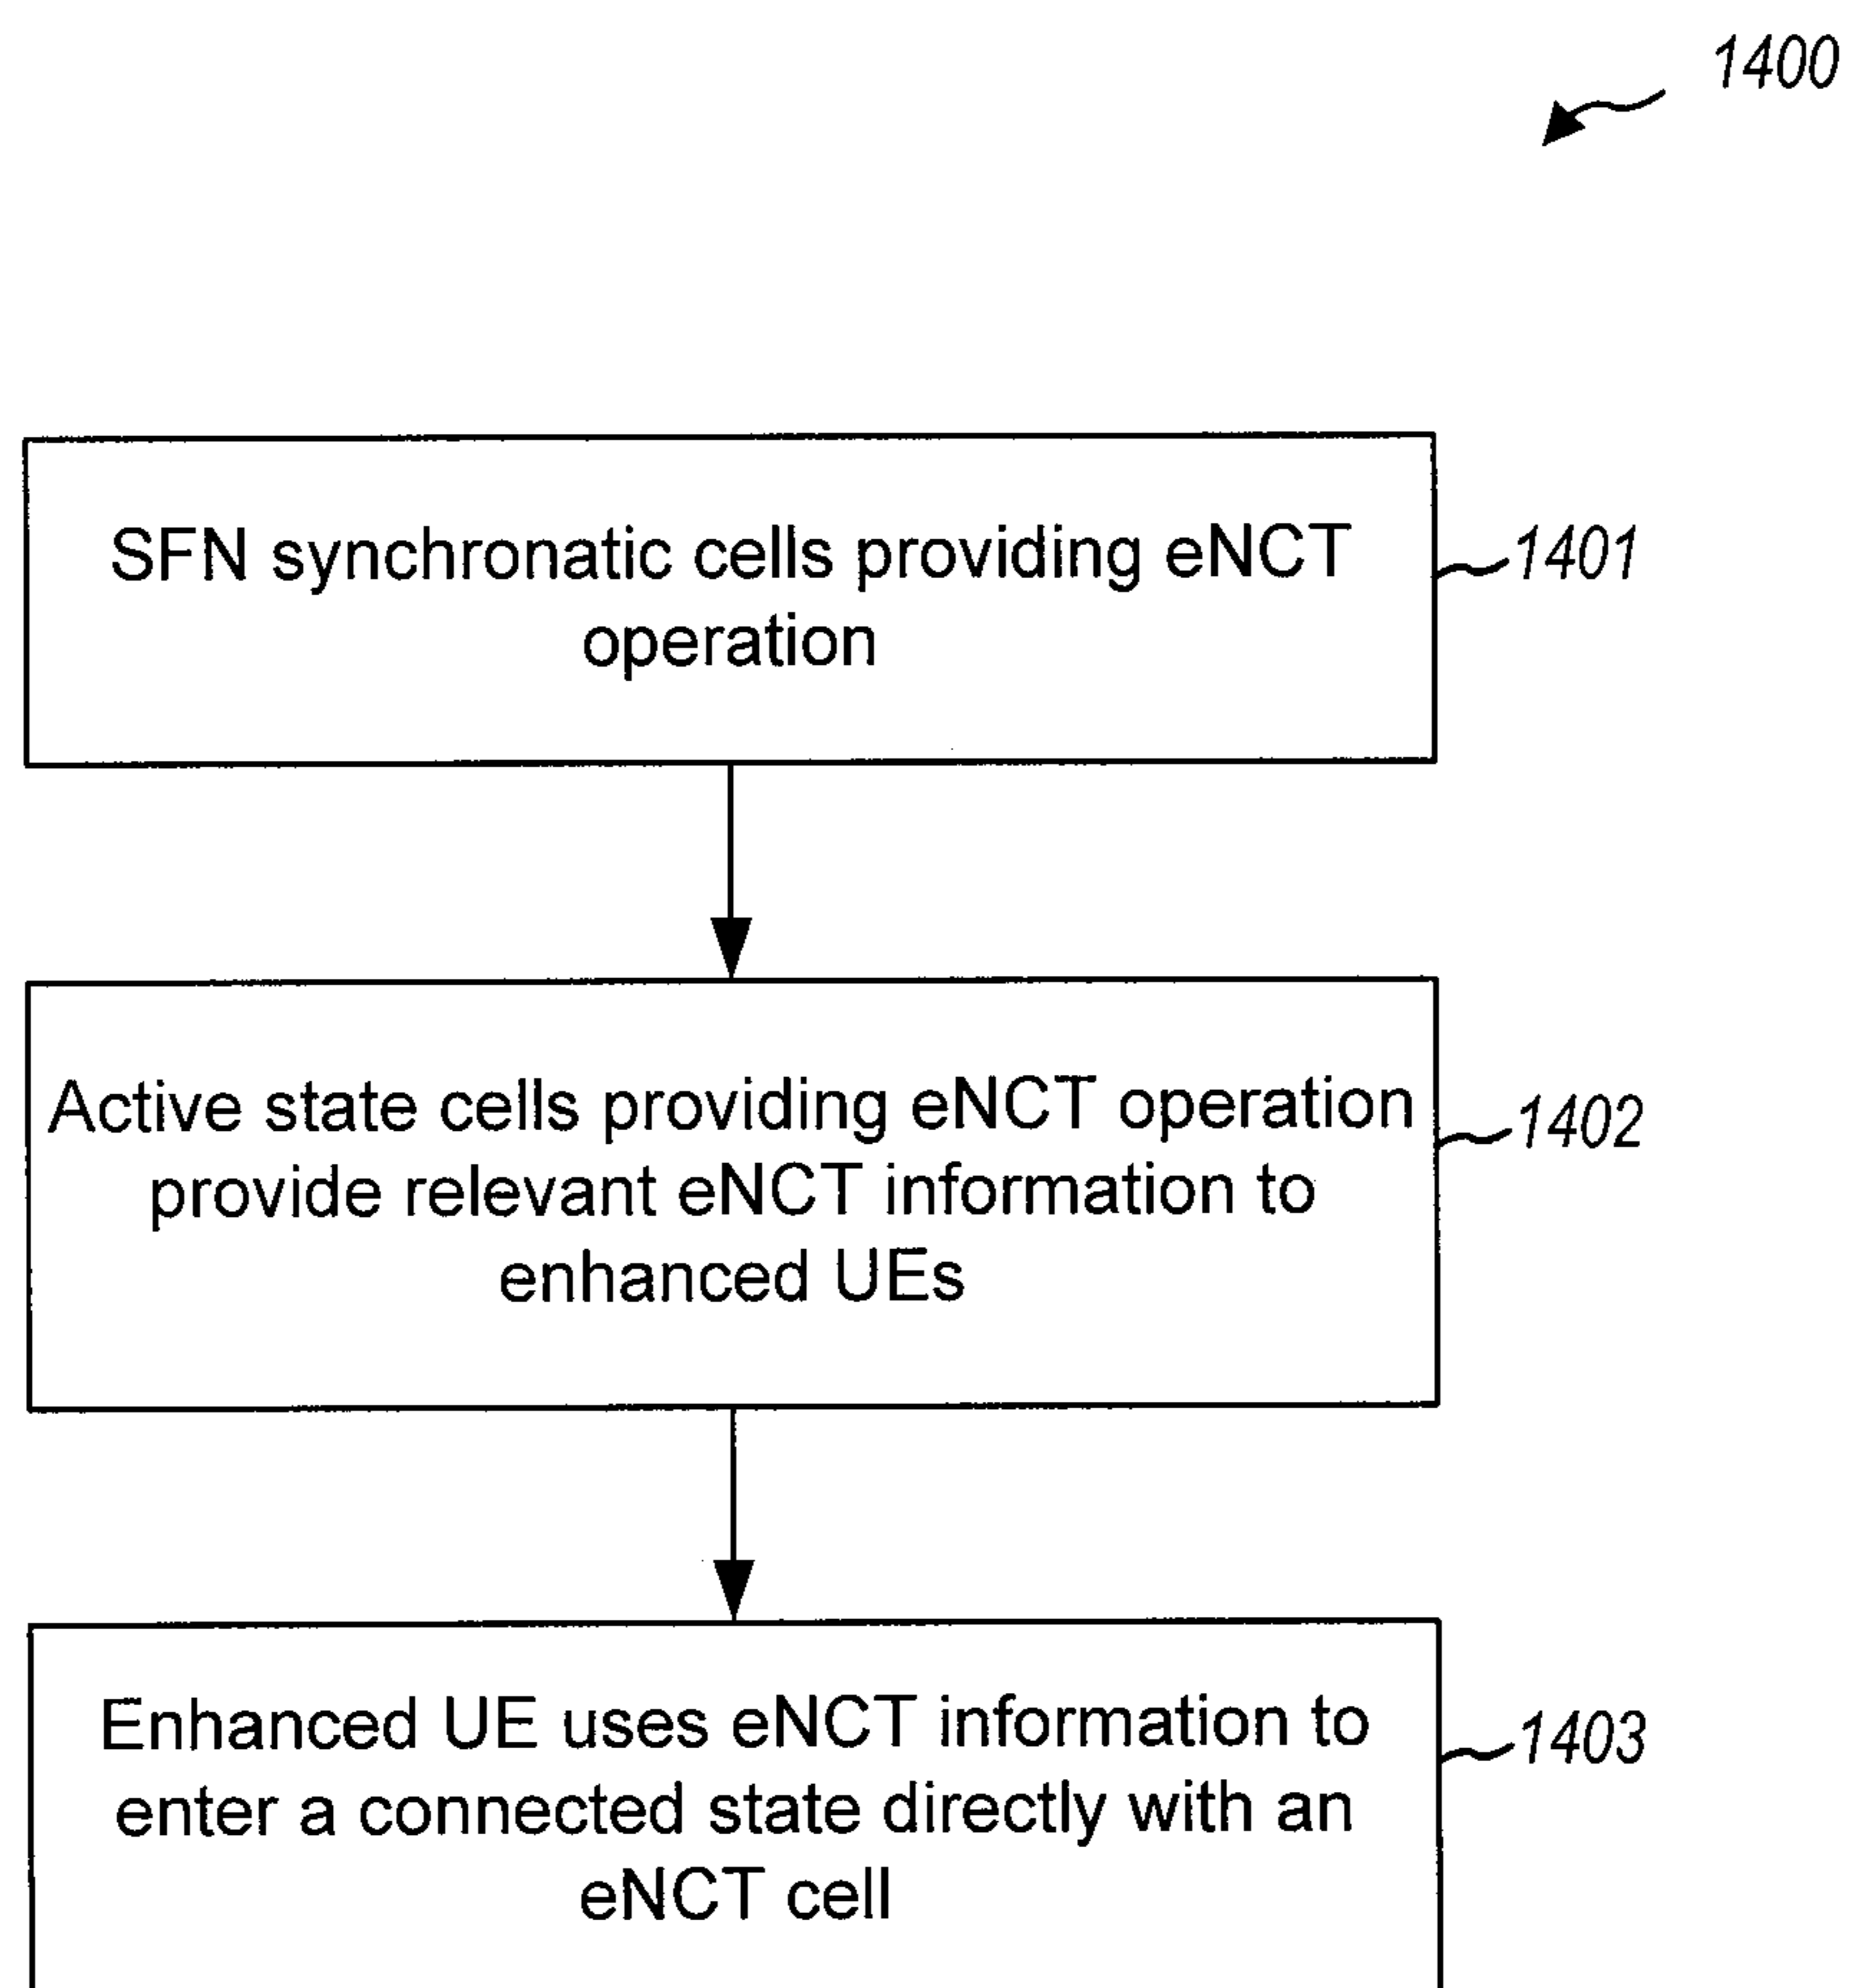 1400
SFN synchronatic cells providing eNCT
operation
1401
Active state cells providing eNCT operation
provide relevant eNCT information to
enhanced UEs
1402
Enhanced UE uses eNCT information to
enter a connected state directly with an
eNCT cell
1403